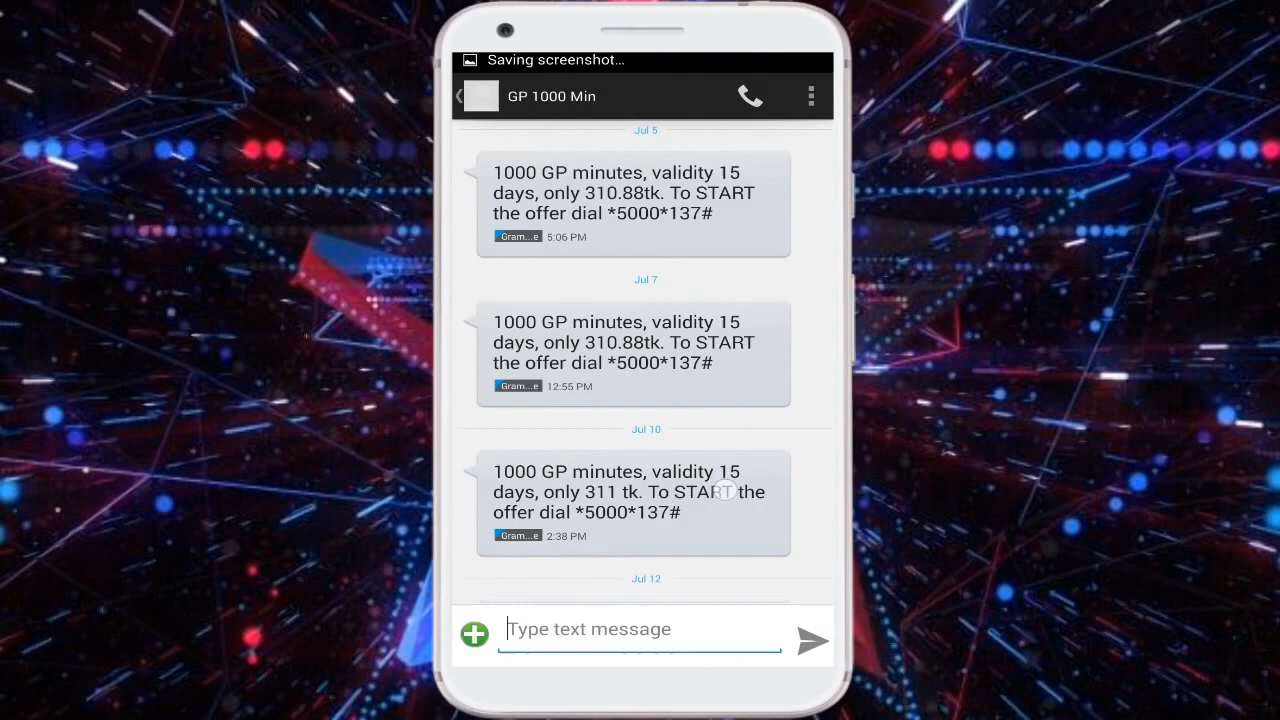 Saving screenshot...
GP 1000 Min
Jul 5
1000 GP minutes, validity 15
days, only 310.88tk. To START
the offer dial *5000*137#
Gram...e 5:06 PM
Jul 7
1000 GP minutes, validity 15
days, only 310.88tk. To START
the offer dial *5000*137#
Gram...e 12:55 PM
Jul 10
1000 GP minutes, validity 15
days, only 311 tk. To START the
offer dial *5000*137#
Gram...e 2:38 PM
Jul 12
Type text message